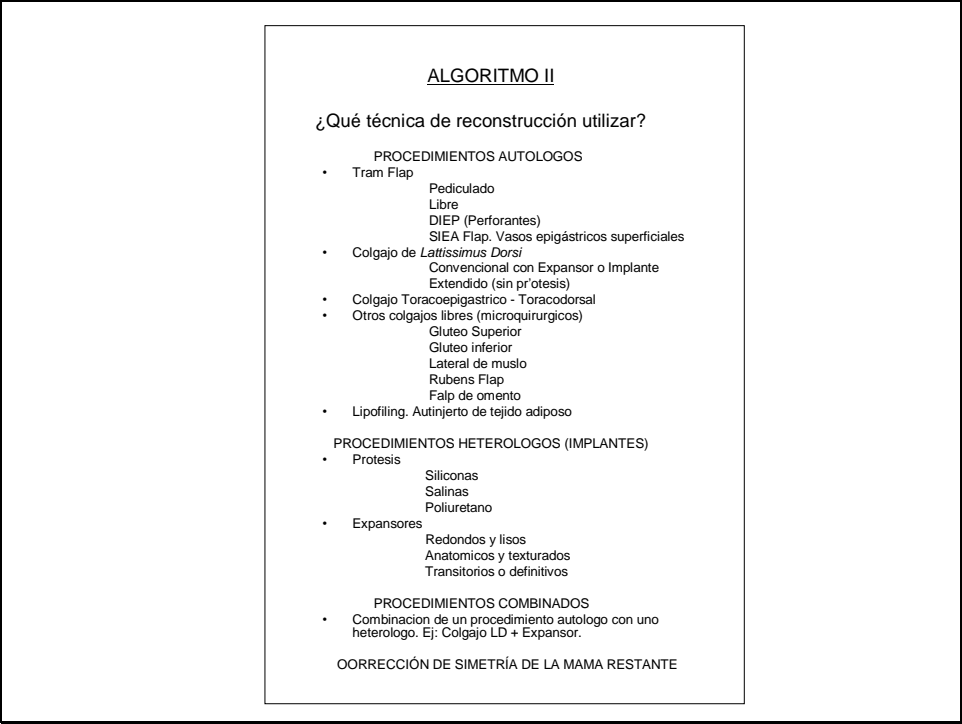 ALGORITMO II
¿Qué técnica de reconstrucción utilizar?
PROCEDIMIENTOS AUTOLOGOS
• Tram Flap
Pediculado
Libre
DIEP (Perforantes)
SIEA Flap. Vasos epigástricos superficiales
• Colgajo de Lattissimus Dorsi
Convencional con Expansor o Implante
Extendido (sin pr'otesis)
• Colgajo Toracoepigastrico - Toracodorsal
• Otros colgajos libres (microquirurgicos)
Gluteo Superior
Gluteo inferior
Lateral de muslo
Rubens Flap
Falp de omento
• Lipofiling. Autinjerto de tejido adiposo
PROCEDIMIENTOS HETEROLOGOS (IMPLANTES)
• Protesis
Siliconas
Salinas
Poliuretano
• Expansores
Redondos y lisos
Anatomicos y texturados
Transitorios o definitivos
PROCEDIMIENTOS COMBINADOS
• Combinacion de un procedimiento autologo con uno
heterologo. Ej: Colgajo LD + Expansor.
OORRECCIÓN DE SIMETRÍA DE LA MAMA RESTANTE